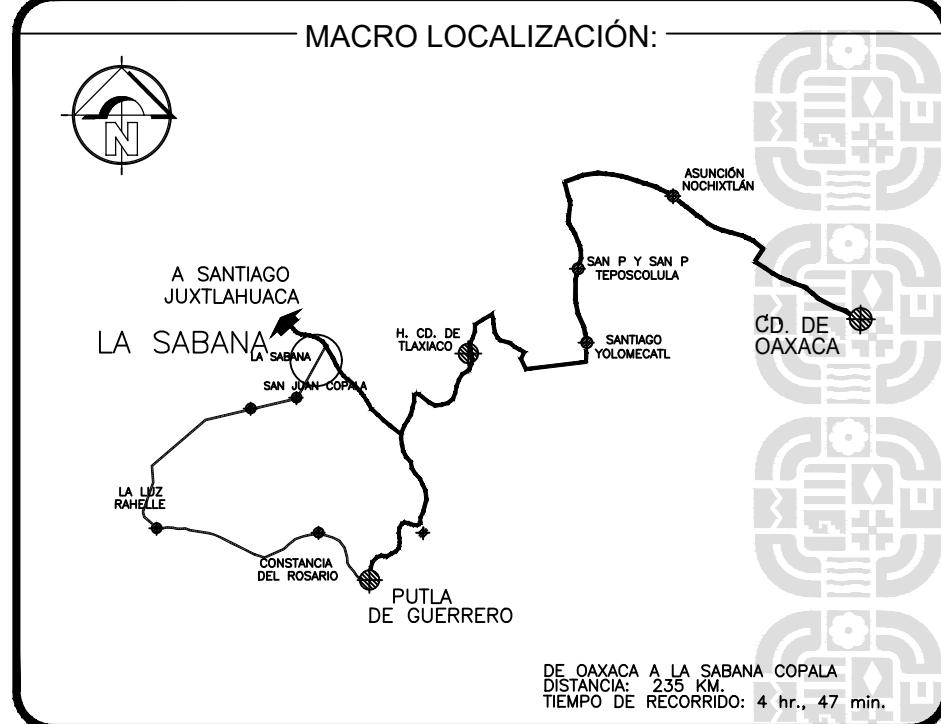 MACRO LOCALIZACIÓN:
N
ASUNCIÓN
NOCHIXTLÁN
SAN P Y SAN P
TEPOSCOLULA
A SANTIAGO
JUXTLAHUACA
LA SABANA
LA SABANA
H. CD. DE
TLAXIACO
SANTIAGO
YOLOMECATL
CD. DE
OAXACA
SAN JUAN COPALA
LA LUZ
RAHELLE
CONSTANCIA
DEL ROSARIO
PUTLA
DE GUERRERO
DE OAXACA A LA SABANA COPALA
DISTANCIA: 235 KM.
TIEMPO DE RECORRIDO: 4 hr., 47 min.